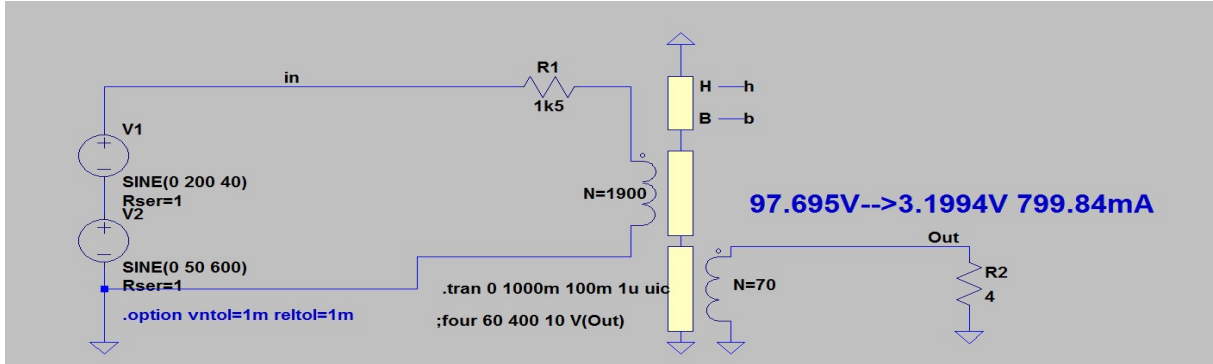 in
R1
1k5
H
h
B
b
V1
SINE(0 200 40)
Rser=1
V2
N=1900
97.695V-->3.1994V 799.84mA
Out
SINE(0 50 600)
Rser=1
.tran 0 1000m 100m 1u uic
N=70
R2
4
.option vntol=1m reltol=1m
;four 60 400 10 V(Out)